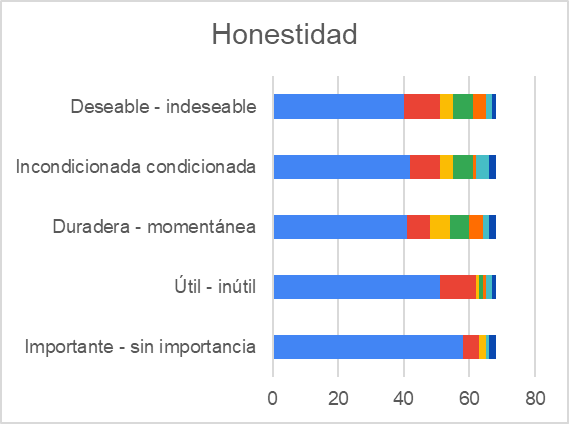 Honestidad
Deseable - indeseable
Incondicionada condicionada
Duradera - momentánea
Útil - inútil
Importante - sin importancia
0 20 40 60 80